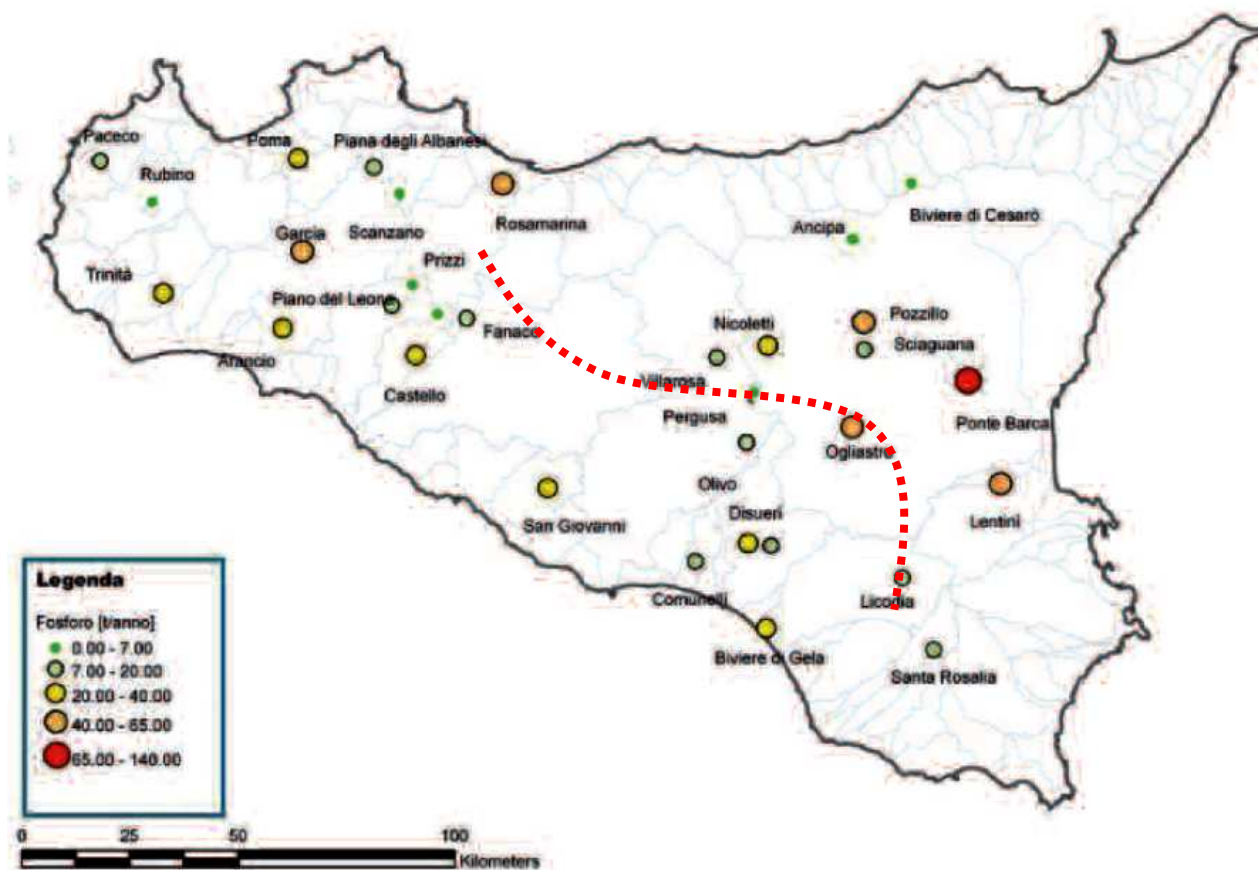 Paceco
Poma
Piana degli Albanesi
Rubino
Rosamarina
Biviere di Cesarò
Garcia
Scanzano
Ancipa
Prizzi
Trinità
Piano del Leone
Fanaco
Nicoletti
Pozzillo
Sciaguana
Arancio
Castello
Villarosa
Pergusa
Ponte Barca
Ogliastro
Olivo
San Giovanni
Disueri
Lentini
Comunelli
Licodia
Biviere di Gela
Santa Rosalia
Legenda
Fosforo [t/anno]
0.00 - 7.00
7.00 - 20.00
20.00 - 40.00
40.00 - 65.00
65.00 - 140.00
0 25 50 100
Kilometers